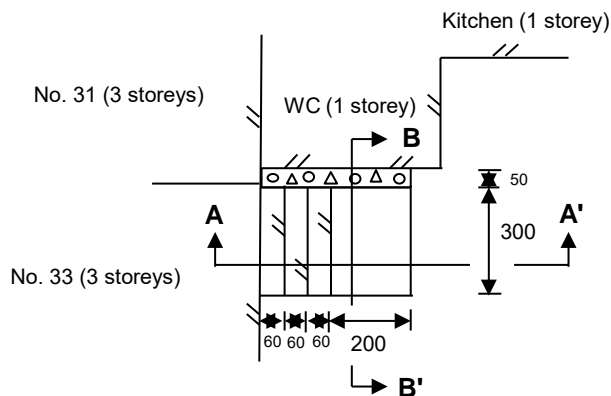 Kitchen (1 storey)
No. 31 (3 storeys)
WC (1 storey)
B
50
A
A'
300
No. 33 (3 storeys)
60
60
60
200
B'